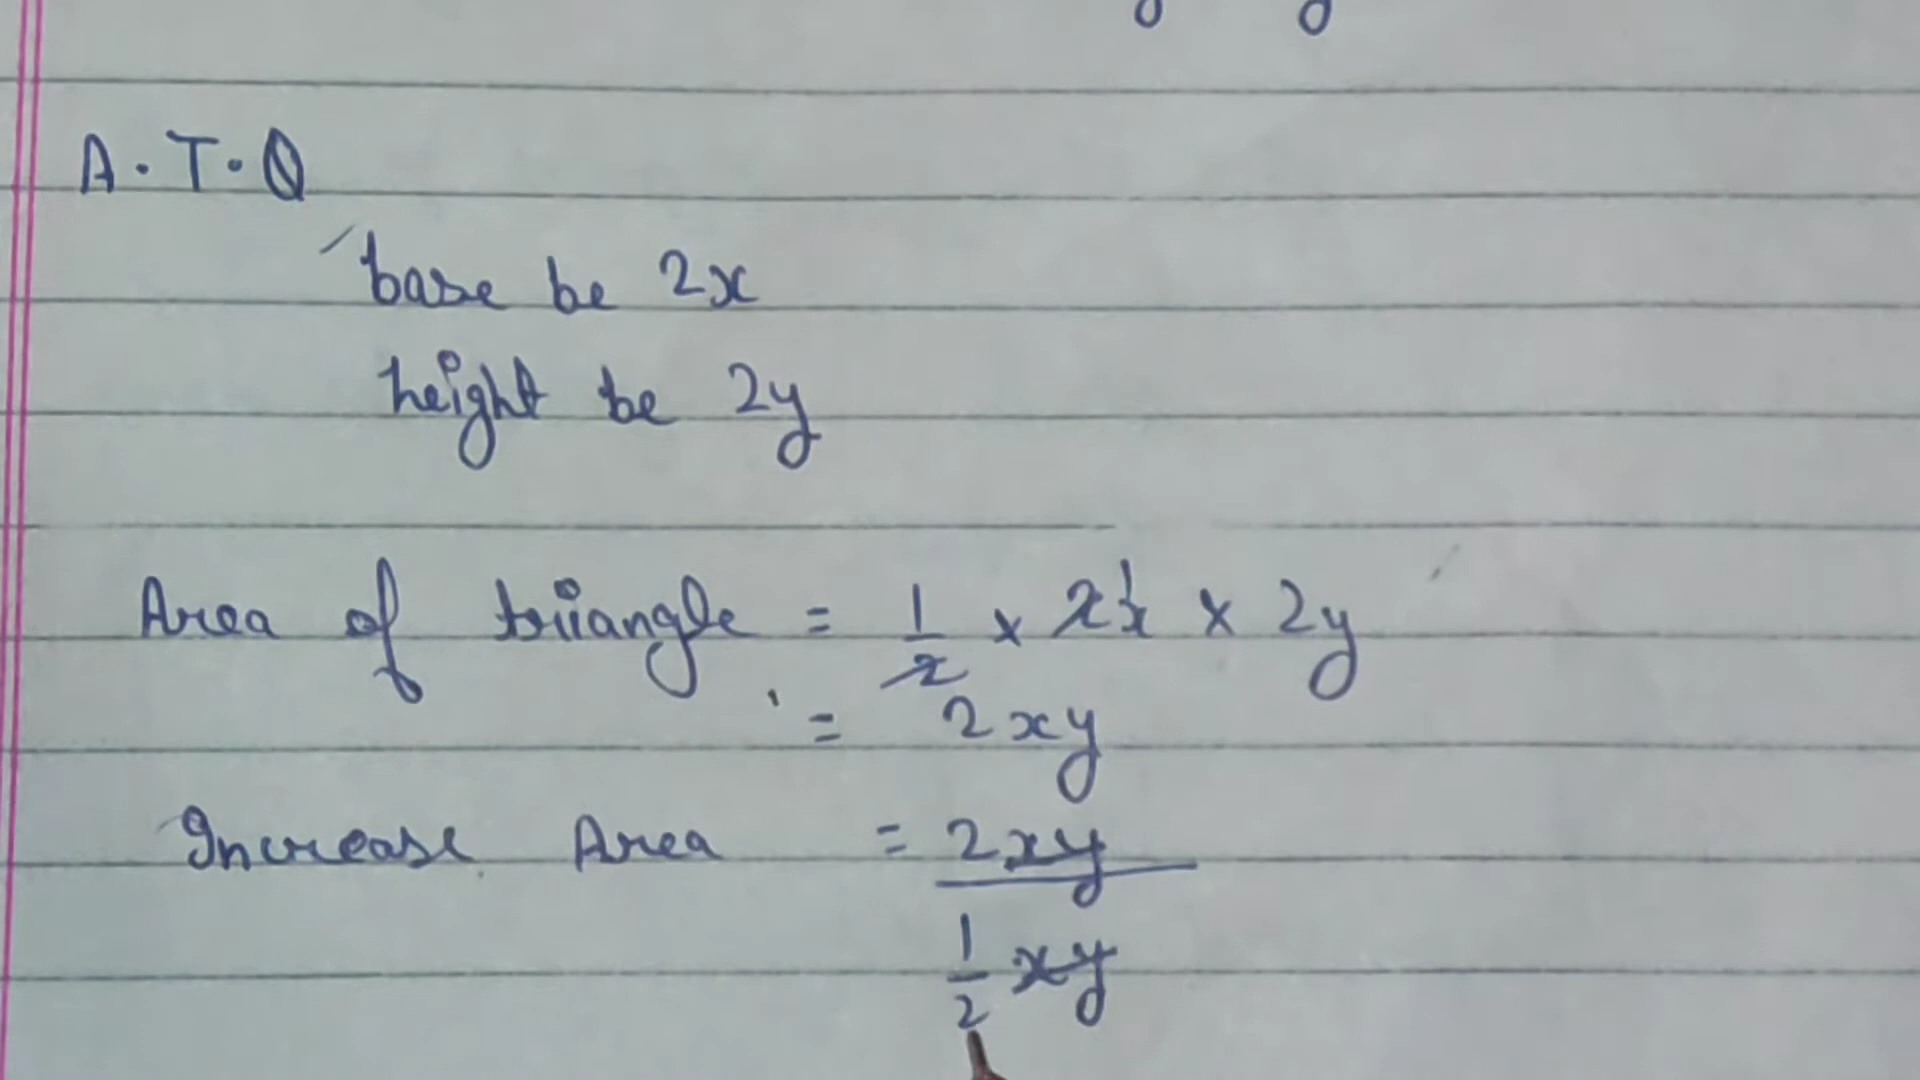 A.T.Q
base be 2x
height be 2y
Area of triangle = 1/2 × 2x × 2y
= 2xy
Increase Area = 2xy
1/2 xy